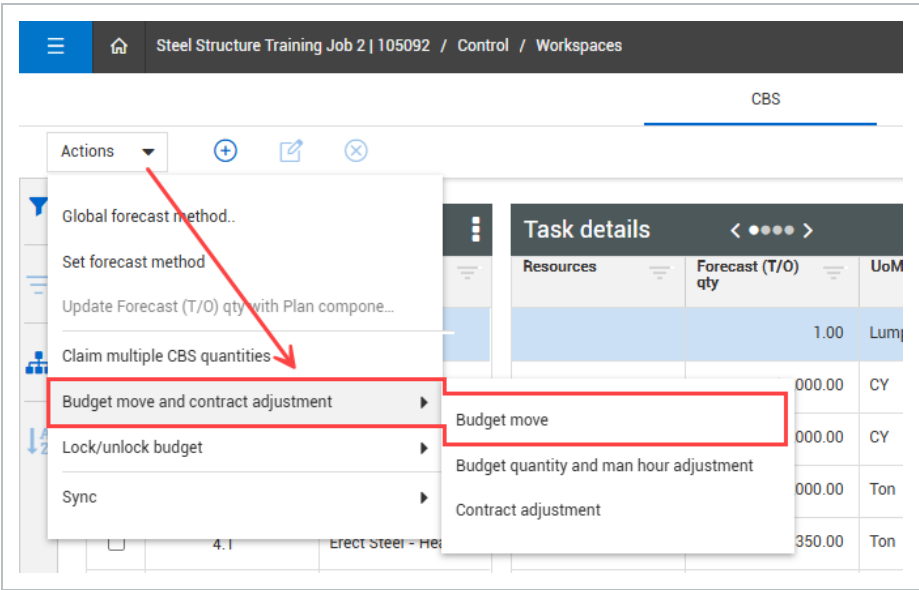 Steel Structure Training Job 2 | 105092 / Control / Workspaces
CBS
Actions
Global forecast method..
Set forecast method
Update Forecast (T/O) qty with Plan compone...
Claim multiple CBS quantities
Budget move and contract adjustment
Lock/unlock budget
Sync
Budget move
Budget quantity and man hour adjustment
Contract adjustment
Task details
Resources
Forecast (T/O)
qty
UoM
1.00
000.00 CY
000.00 CY
000.00 Ton
4.1 Erect Steel - 350.00 Ton